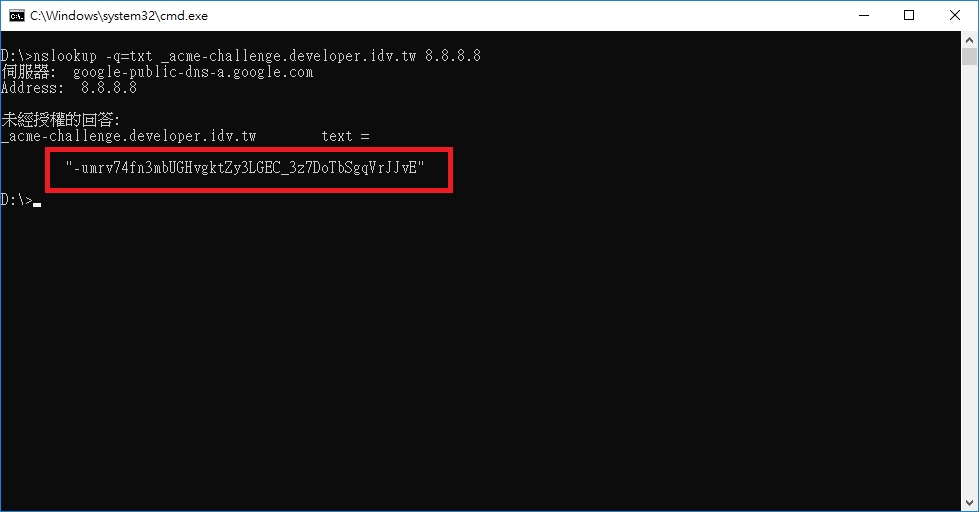 C:\Windows\system32\cmd.exe
D:\>nslookup -q=txt _acme-challenge.developer.idv.tw 8.8.8.8
伺服器:  google-public-dns-a.google.com
Address:  8.8.8.8
未經授權的回答:
_acme-challenge.developer.idv.tw        text =
"-umrv74fn3mbUGHvgktZy3LGEC_3z7DoTbSgqVrJJvE"
D:\>